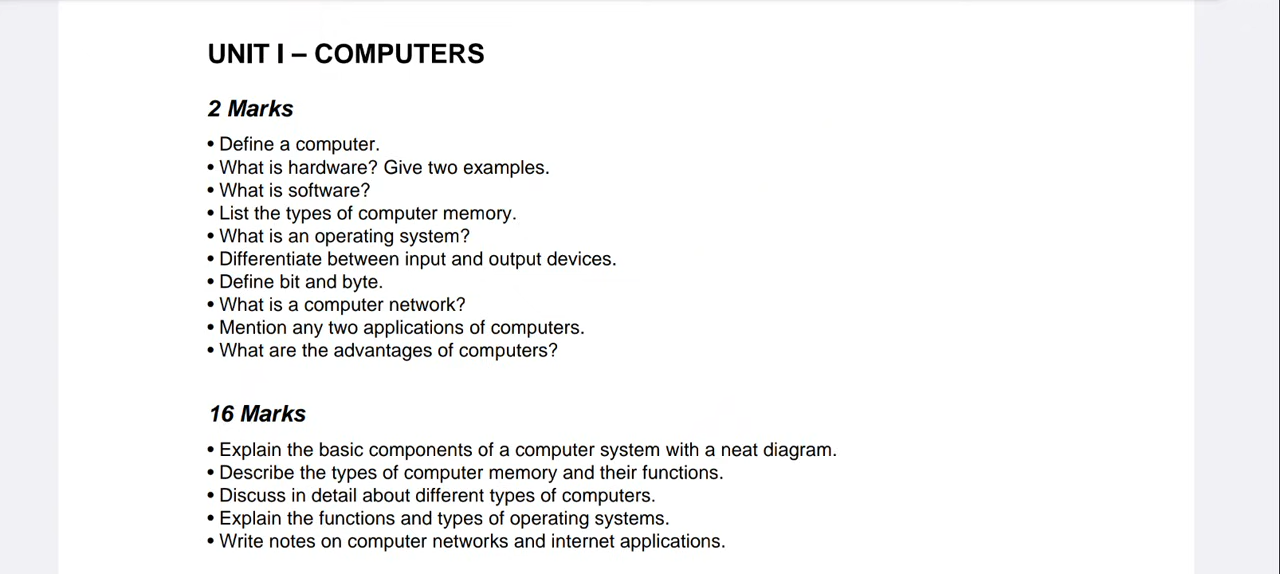 UNIT I – COMPUTERS
2 Marks
• Define a computer.
• What is hardware? Give two examples.
• What is software?
• List the types of computer memory.
• What is an operating system?
• Differentiate between input and output devices.
• Define bit and byte.
• What is a computer network?
• Mention any two applications of computers.
• What are the advantages of computers?
16 Marks
• Explain the basic components of a computer system with a neat diagram.
• Describe the types of computer memory and their functions.
• Discuss in detail about different types of computers.
• Explain the functions and types of operating systems.
• Write notes on computer networks and internet applications.